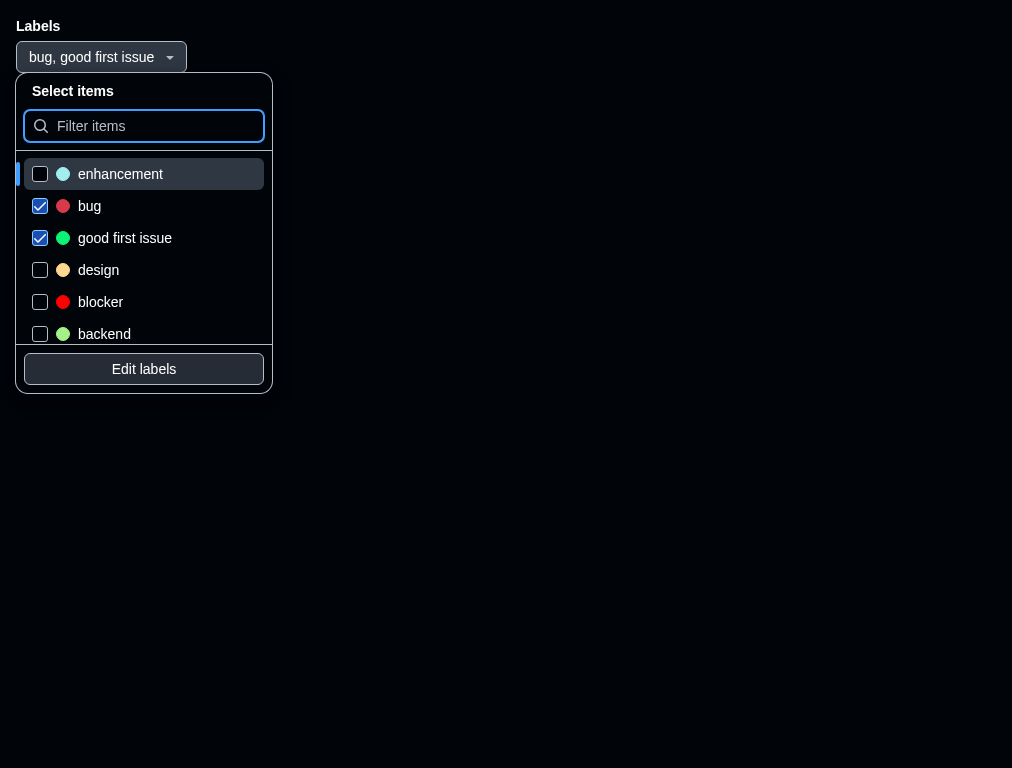 Labels
bug, good first issue
Select items
Filter items
enhancement
bug
good first issue
design
blocker
backend
Edit labels